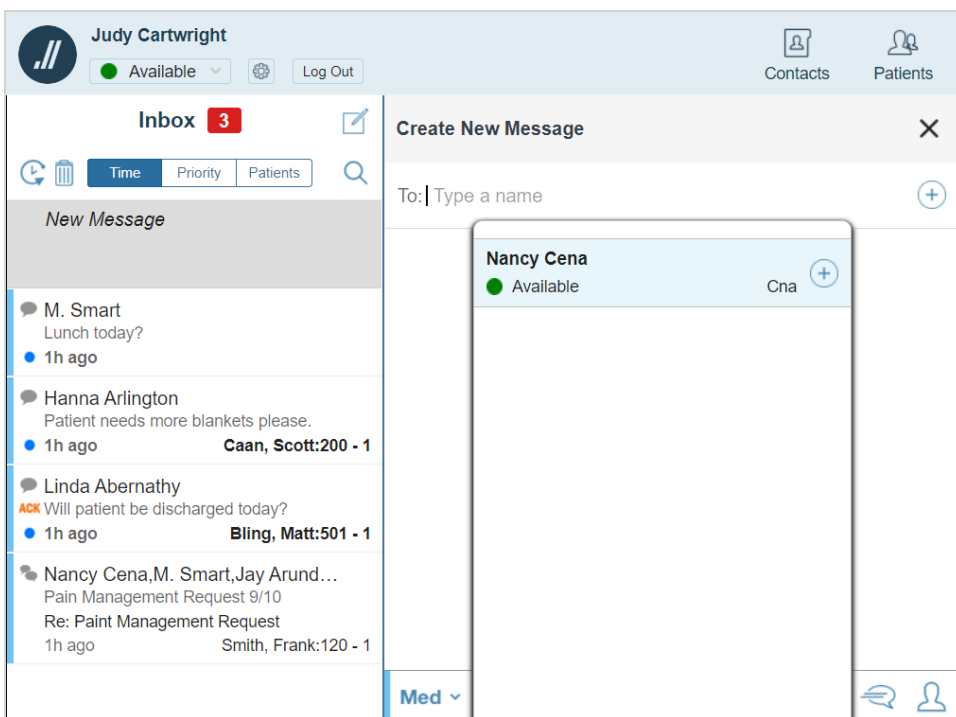 Judy Cartwright
Available
Log Out
Contacts
Patients
Inbox 3
Time Priority Patients
New Message
M. Smart
Lunch today?
1h ago
Hanna Arlington
Patient needs more blankets please.
1h ago Caan, Scott:200 - 1
Linda Abernathy
ACK Will patient be discharged today?
1h ago Bling, Matt:501 - 1
Nancy Cena,M. Smart,Jay Arund…
Pain Management Request 9/10
Re: Paint Management Request
1h ago Smith, Frank:120 - 1
Create New Message
To: Type a name
Nancy Cena
Available Cna
Med